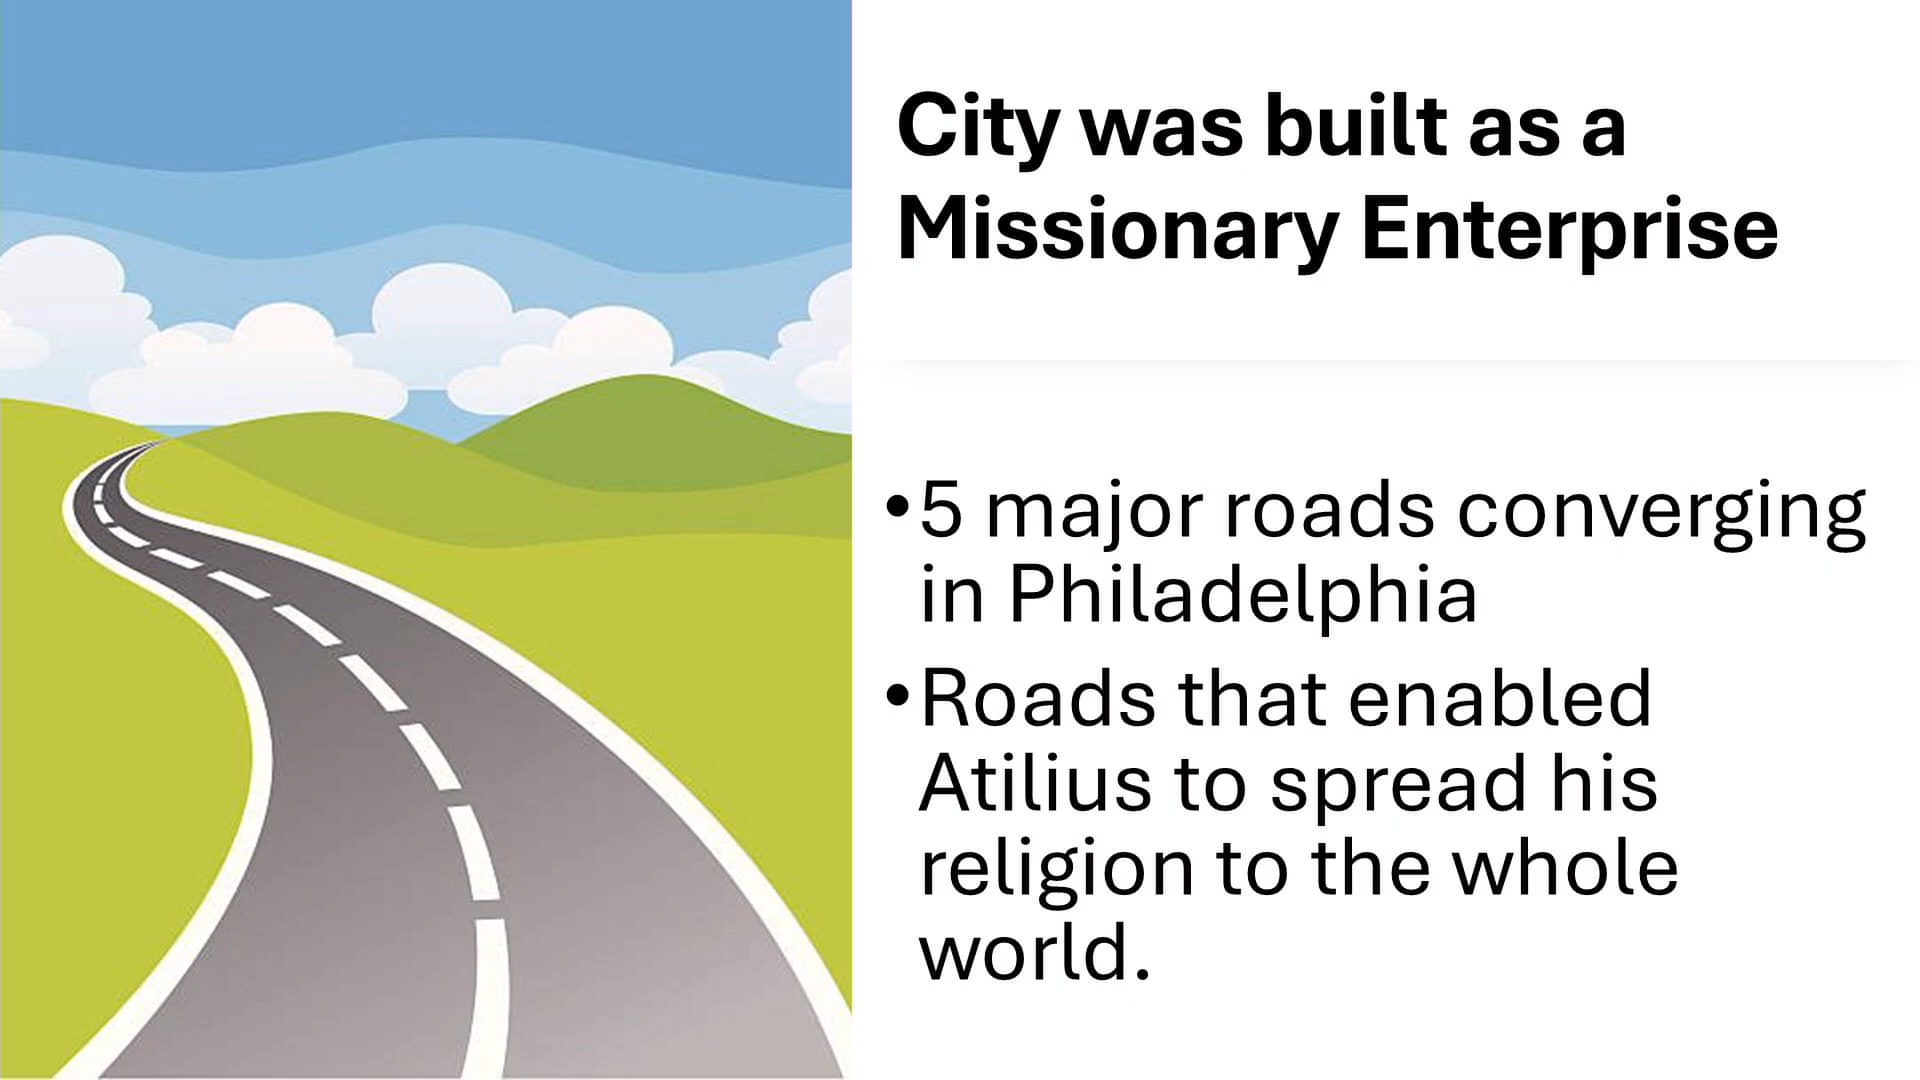 City was built as a
Missionary Enterprise
•5 major roads converging
in Philadelphia
•Roads that enabled
Atilius to spread his
religion to the whole
world.